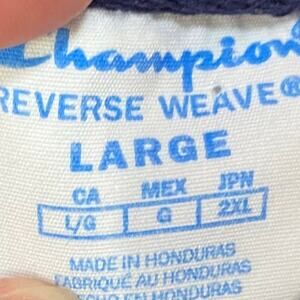 Champion
REVERSE WEAVE®
LARGE
CA MEX JPN
L/G G 2XL
MADE IN HONDURAS
FABRIQUÉ AU HONDURAS
HECHO EN HONDURAS